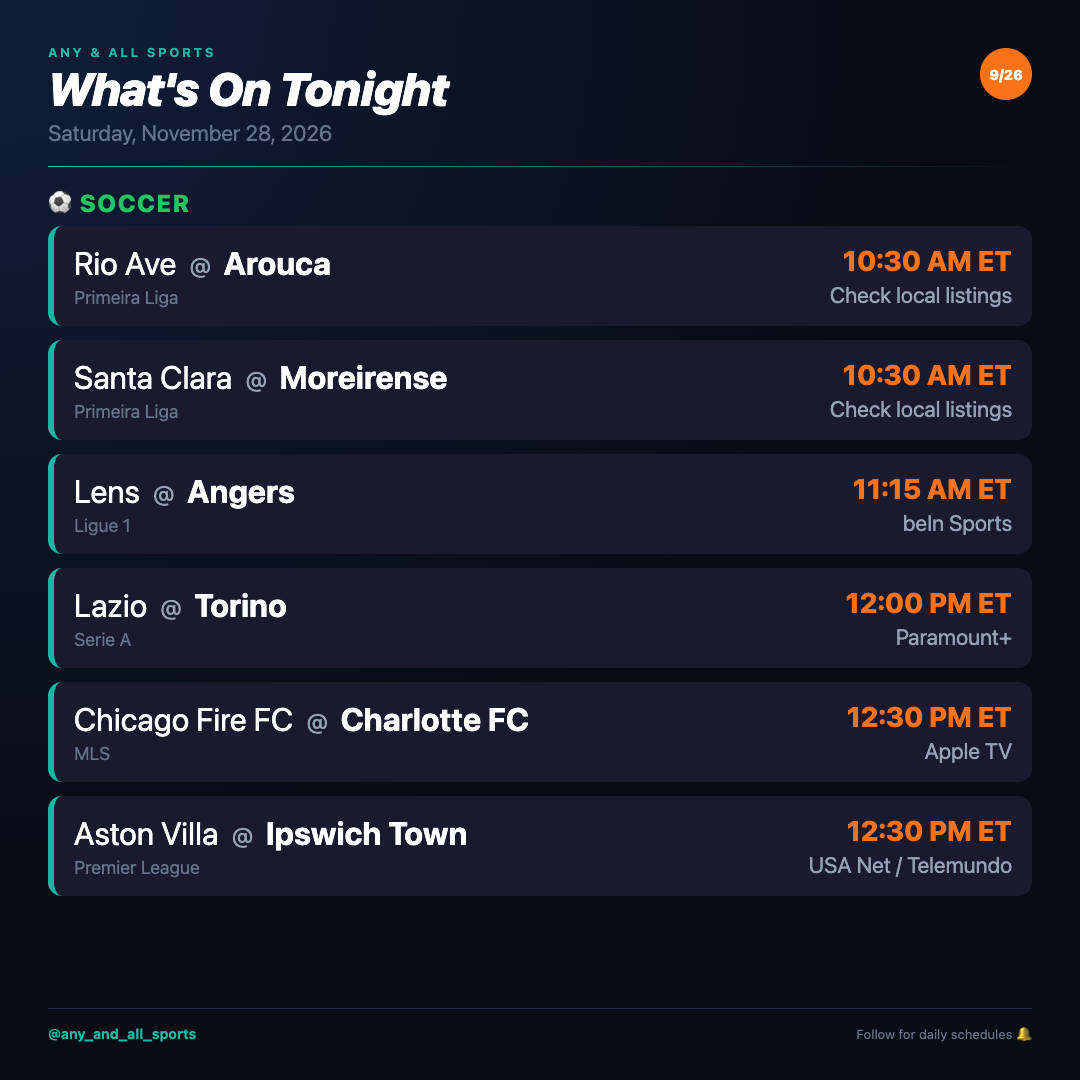 ANY & ALL SPORTS
What's On Tonight
9/26
Saturday, November 28, 2026
⚽ SOCCER
Rio Ave @ Arouca
10:30 AM ET
Primeira Liga
Check local listings
Santa Clara @ Moreirense
10:30 AM ET
Primeira Liga
Check local listings
Lens @ Angers
11:15 AM ET
Ligue 1
beIn Sports
Lazio @ Torino
12:00 PM ET
Serie A
Paramount+
Chicago Fire FC @ Charlotte FC
12:30 PM ET
MLS
Apple TV
Aston Villa @ Ipswich Town
12:30 PM ET
Premier League
USA Net / Telemundo
@any_and_all_sports
Follow for daily schedules 🔔